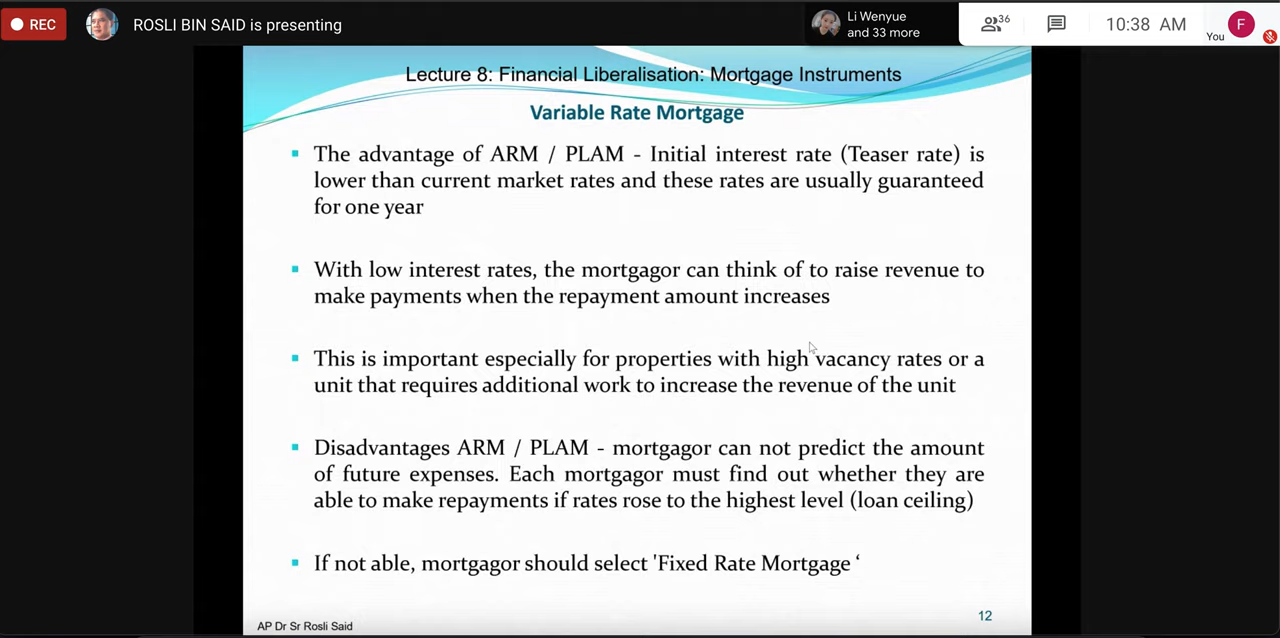 REC
ROSLI BIN SAID is presenting
Li Wenyue
and 33 more
36
10:38 AM
You
F
Lecture 8: Financial Liberalisation: Mortgage Instruments
Variable Rate Mortgage
▪ The advantage of ARM / PLAM - Initial interest rate (Teaser rate) is
lower than current market rates and these rates are usually guaranteed
for one year
▪ With low interest rates, the mortgagor can think of to raise revenue to
make payments when the repayment amount increases
▪ This is important especially for properties with high vacancy rates or a
unit that requires additional work to increase the revenue of the unit
▪ Disadvantages ARM / PLAM - mortgagor can not predict the amount
of future expenses. Each mortgagor must find out whether they are
able to make repayments if rates rose to the highest level (loan ceiling)
▪ If not able, mortgagor should select 'Fixed Rate Mortgage ‘
12
AP Dr Sr Rosli Said